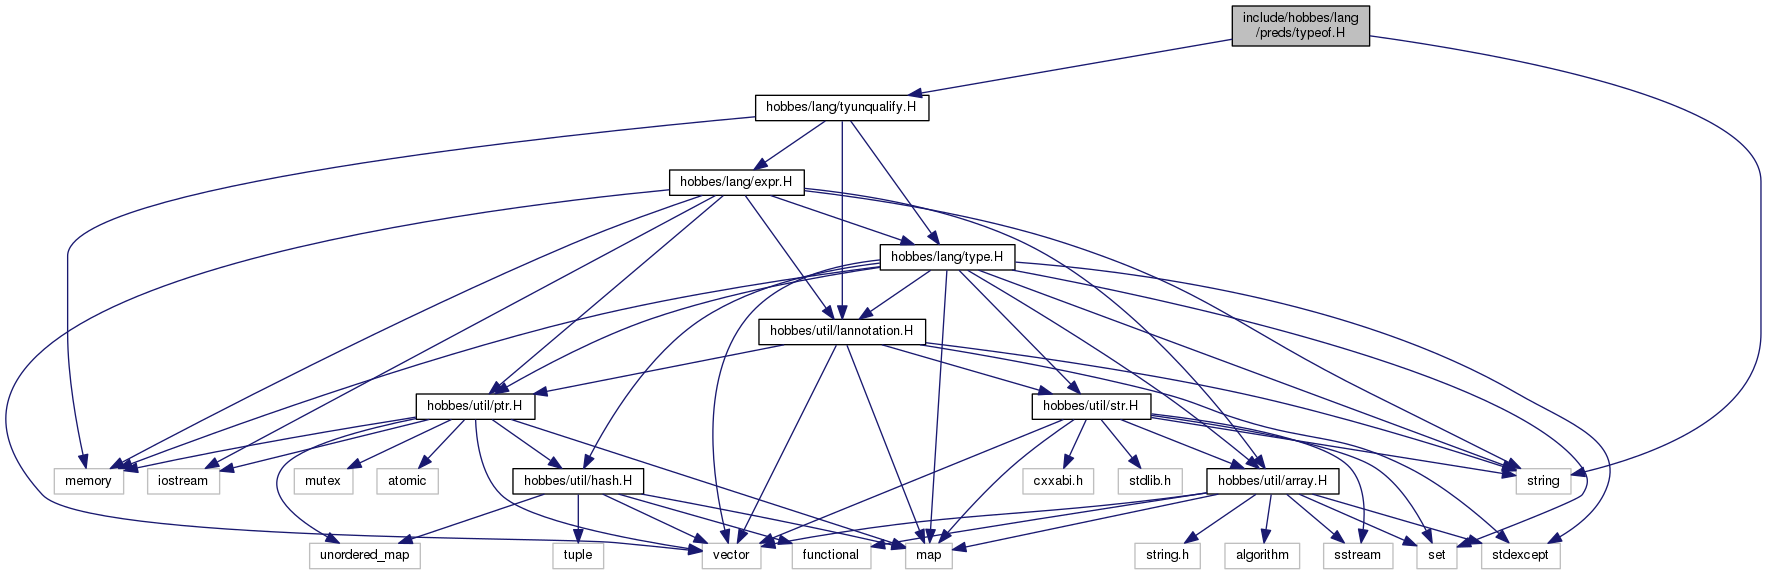 include/hobbes/lang
/preds/typeof.H
hobbes/lang/tyunqualify.H
hobbes/lang/expr.H
hobbes/lang/type.H
hobbes/util/lannotation.H
hobbes/util/ptr.H
hobbes/util/str.H
memory
iostream
mutex
atomic
hobbes/util/hash.H
cxxabi.h
stdlib.h
hobbes/util/array.H
string
unordered_map
tuple
vector
functional
map
string.h
algorithm
sstream
set
stdexcept